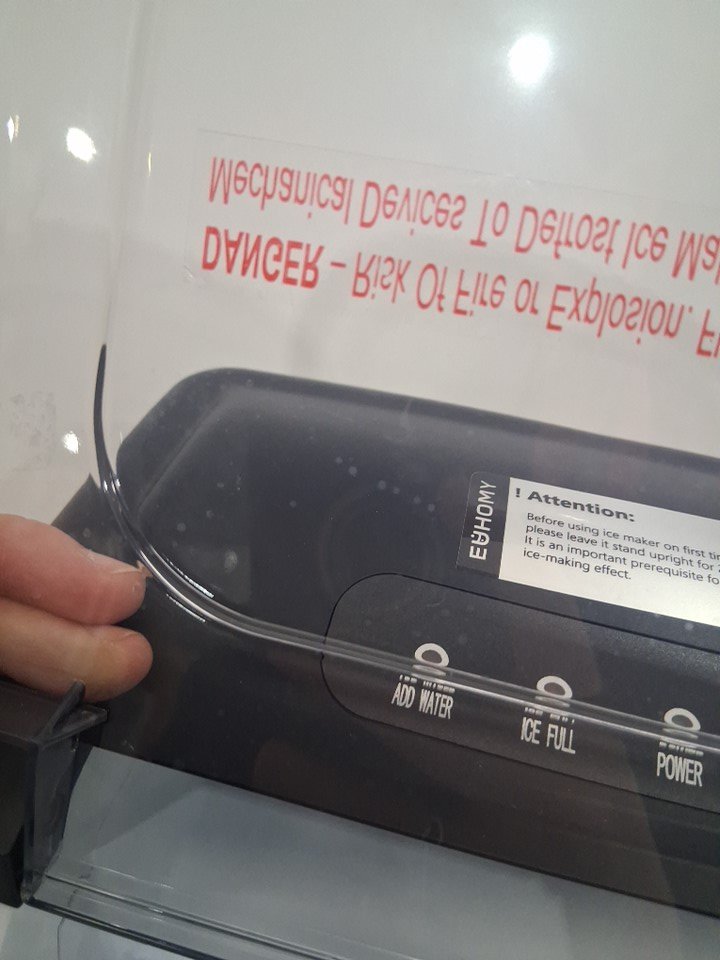 DANGER – Risk Of Fire or Explosion. Fl
Mechanical Devices To Defrost Ice Ma
EUHOMY
! Attention:
Before using ice maker on first
please leave it stand upright for
It is an important prerequisite fo
ice-making effect.
ADD WATER
ICE FULL
POWER